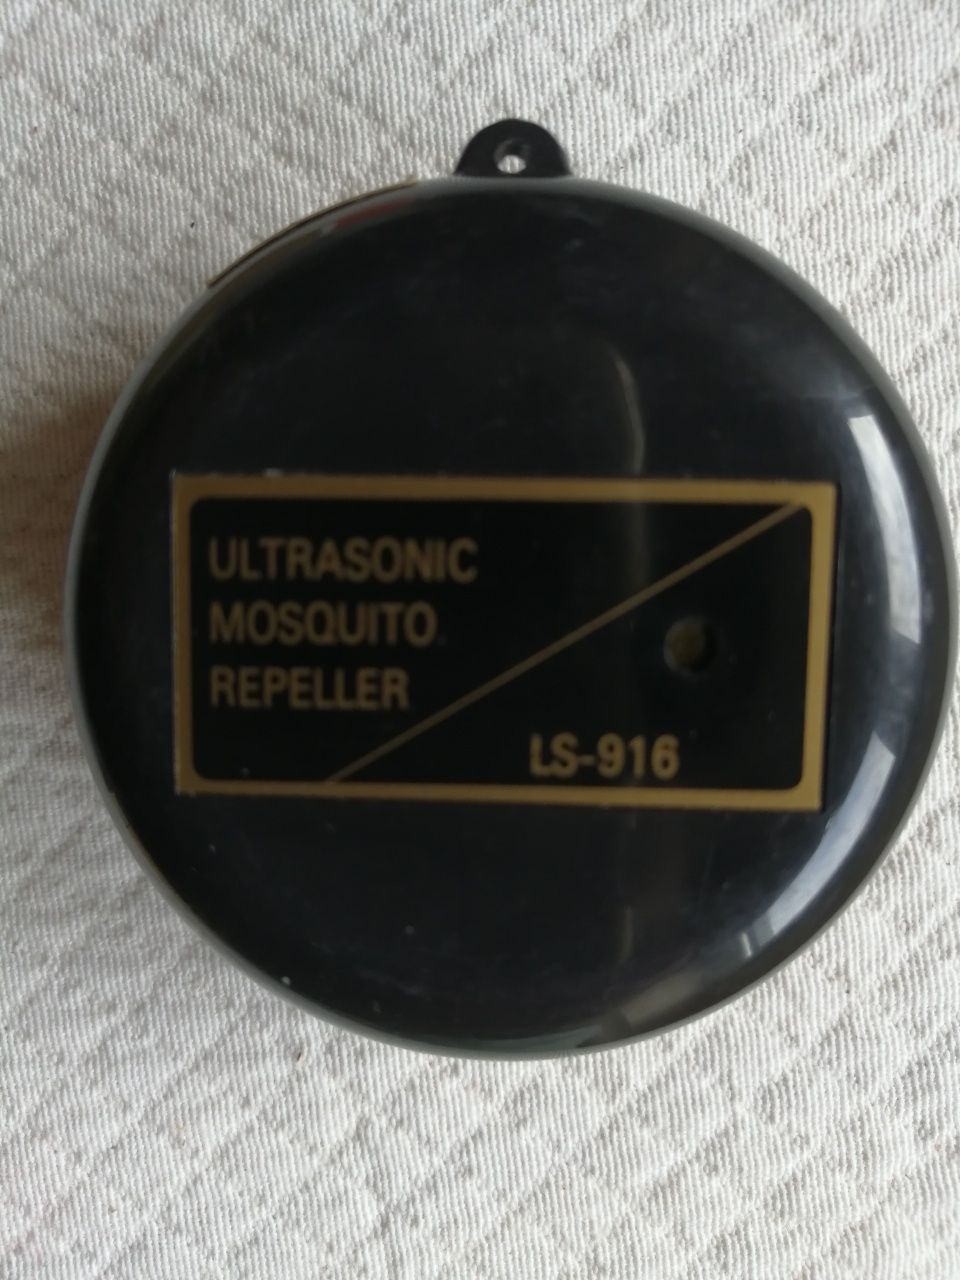 ULTRASONIC
MOSQUITO
REPELLER
LS-916